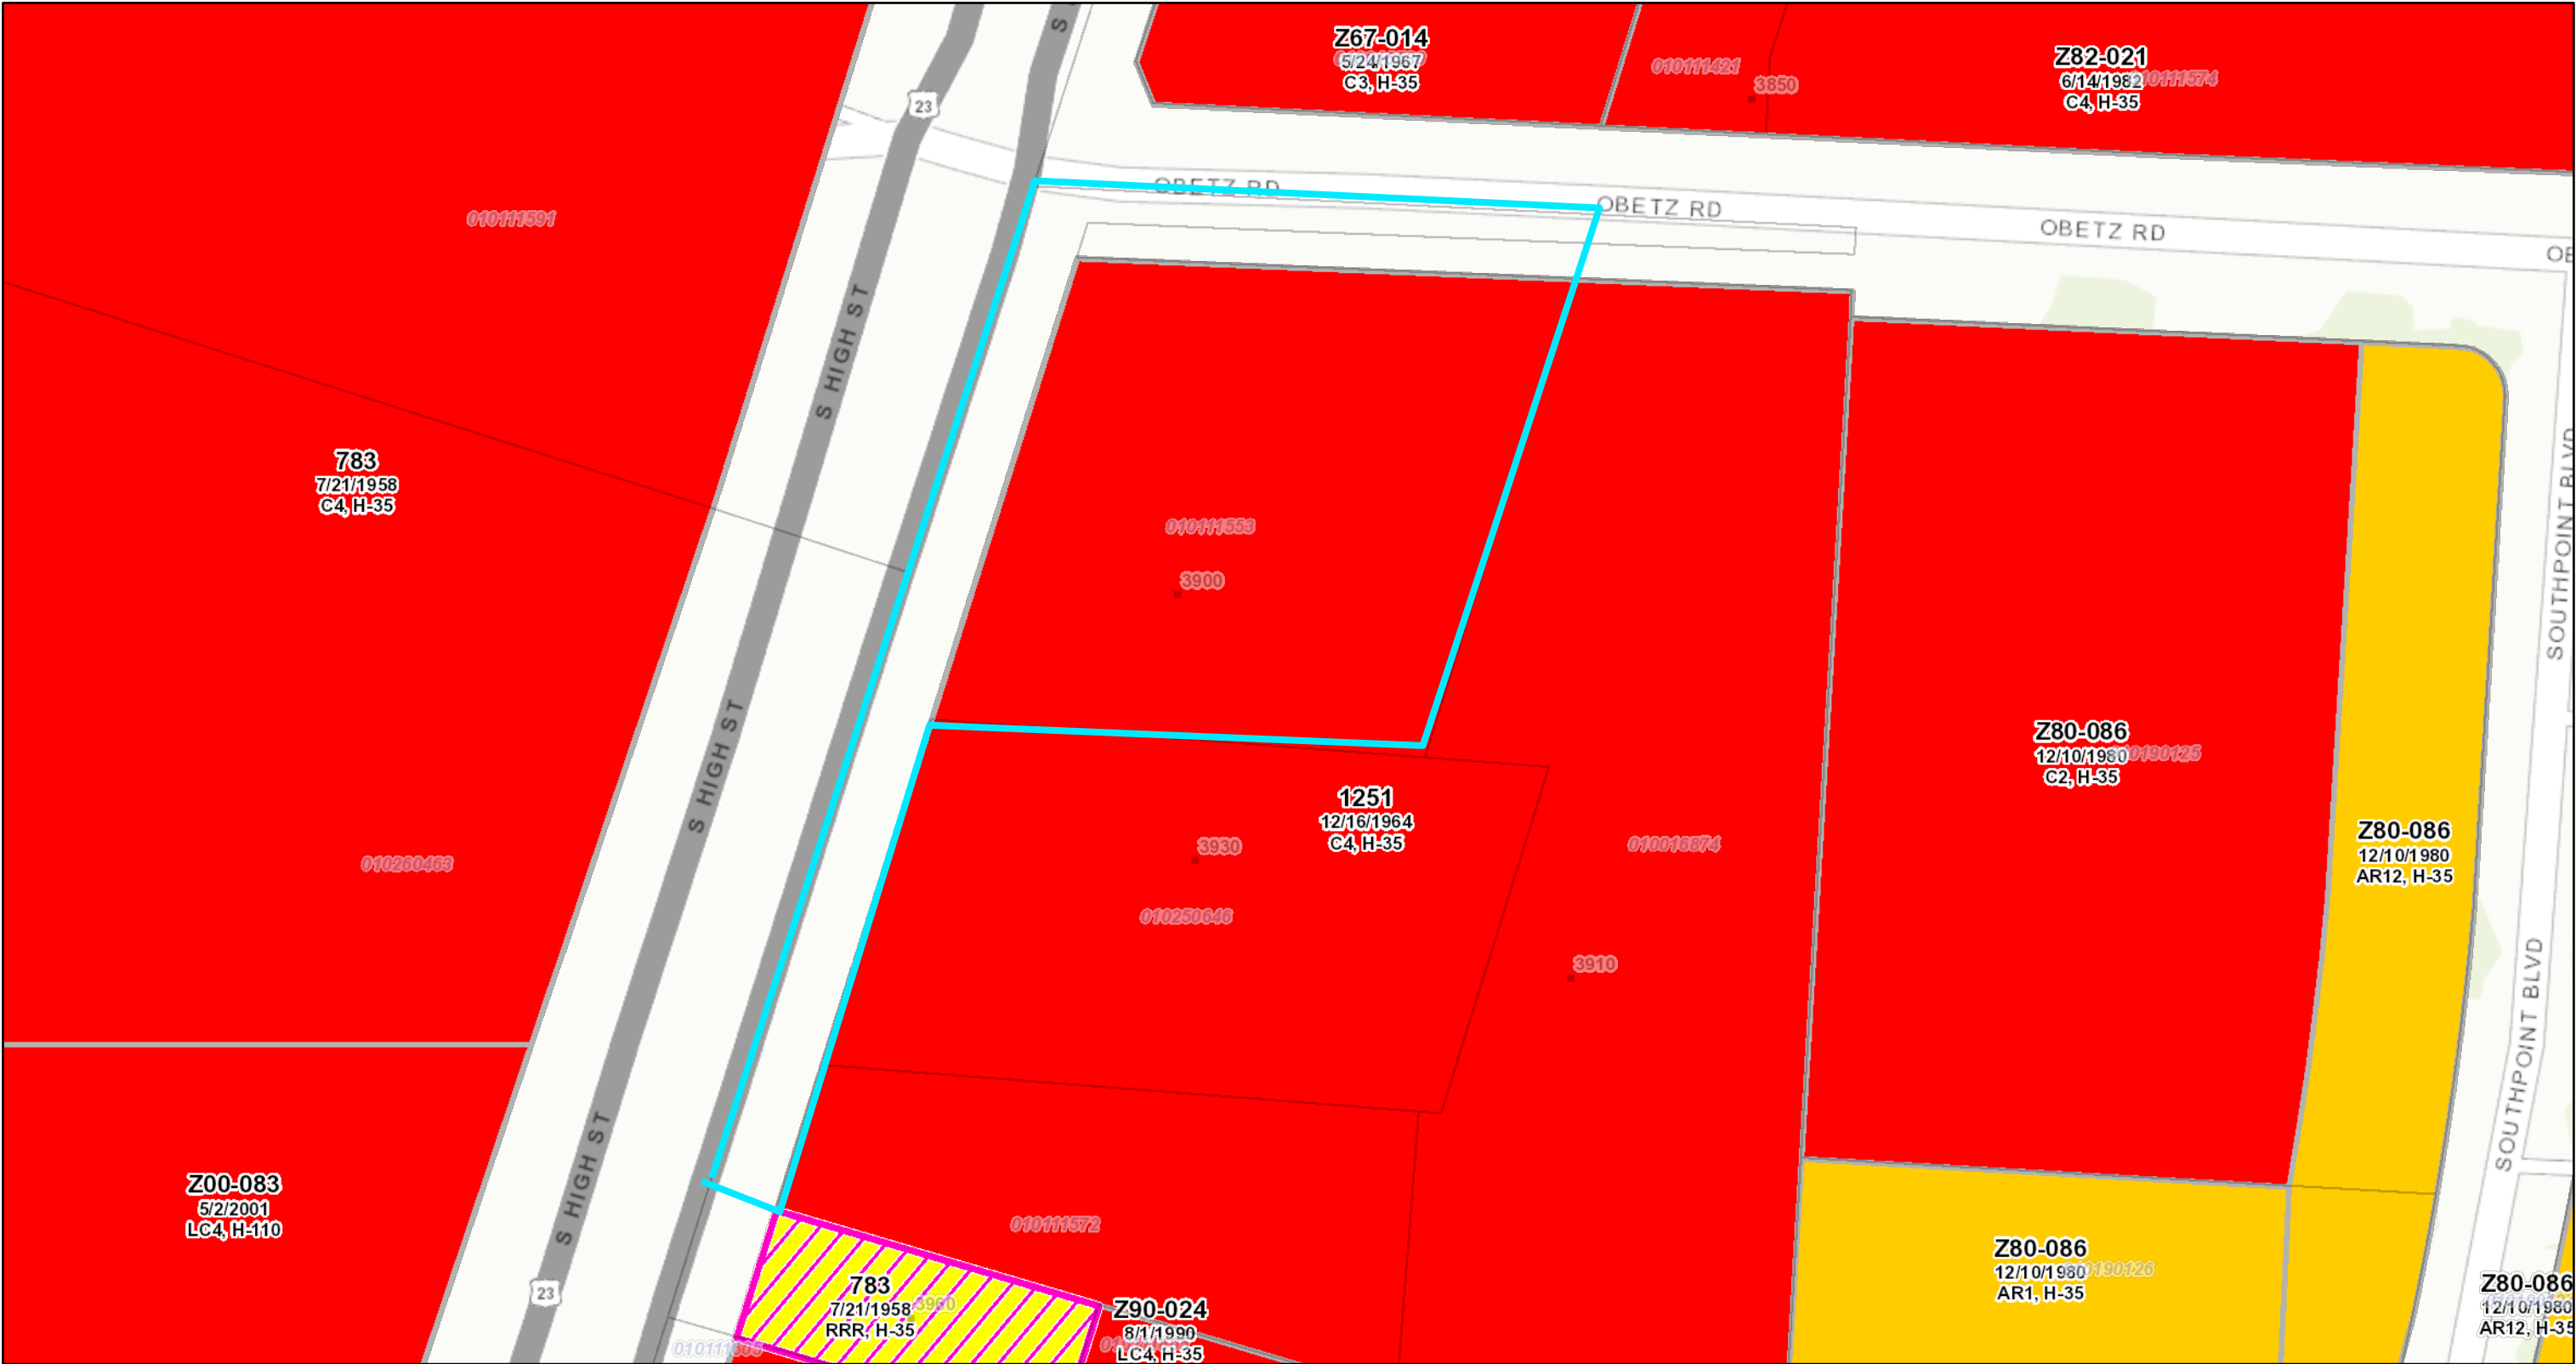 S
Z67-014
5/24/1967
C3, H-35
010111421
3850
Z82-021
6/14/1982
C4, H-35
010111574
23
OBETZ RD
OBETZ RD
OBETZ RD
010111591
S HIGH ST
783
7/21/1958
C4, H-35
010111553
3900
SOUTHPOINT BLVD
S HIGH ST
Z80-086
12/10/1980
C2, H-35
1251
12/16/1964
C4, H-35
3930
010250646
010016874
010260463
Z80-086
12/10/1980
AR12, H-35
3910
SOUTHPOINT BLVD
S HIGH ST
Z00-083
5/2/2001
LC4, H-110
010111572
23
783
7/21/1958
RRR, H-35
3960
Z90-024
8/1/1990
LC4, H-35
Z80-086
12/10/1980
AR1, H-35
010190126
Z80-086
12/10/1980
AR12, H-35